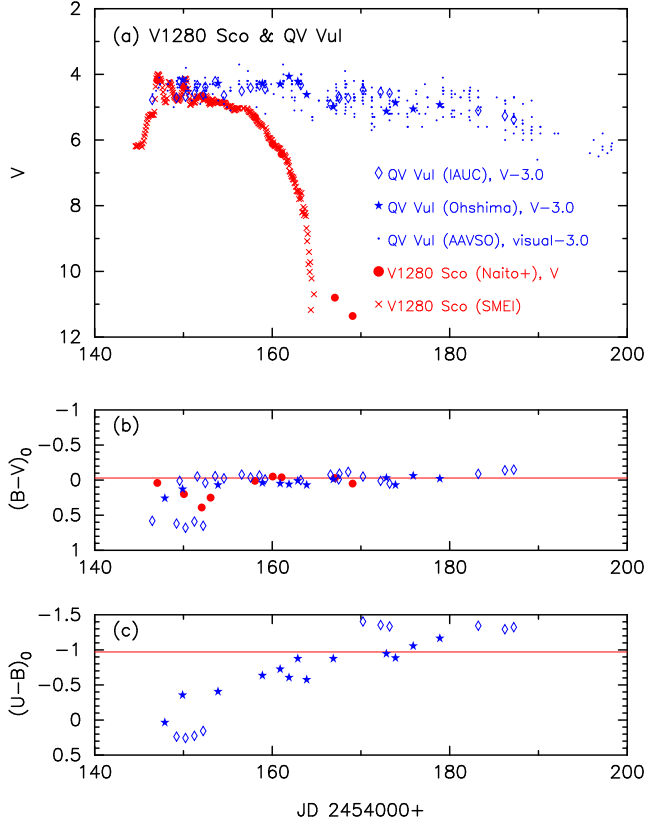 2
(a) V1280 Sco & QV Vul
4
6
V
QV Vul (IAUC), V-3.0
QV Vul (Ohshima), V-3.0
8
QV Vul (AAVSO), visual-3.0
10
V1280 Sco (Naito+), V
V1280 Sco (SMEI)
12
140 160 180 200
-1
(b)
-0.5
0
(B-V)0
0.5
1
140 160 180 200
-1.5
(c)
-1
-0.5
(U-B)0
0
0.5
140 160 180 200
JD 2454000+